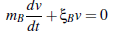 m_B dv/dt + ξ_B v = 0